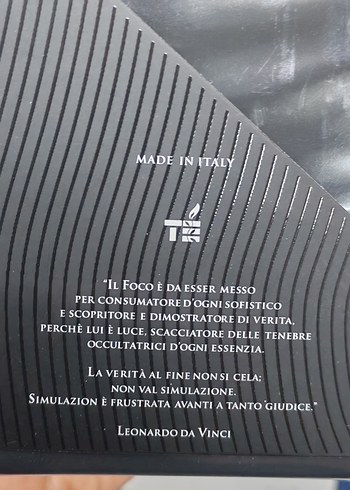 MADE IN ITALY
TE
"IL FOCO È DA ESSER MESSO
PER CONSUMATORE D'OGNI SOFISTICO
E SCOPRITORE E DIMOSTRATORE DI VERITA,
PERCHÈ LUI È LUCE, SCACCIATORE DELLE TENEBRE
OCCULTATRICI D'OGNI ESSENZIA.
LA VERITÀ AL FINE NON SI CELA;
NON VAL SIMULAZIONE.
SIMULAZION È FRUSTRATA AVANTI A TANTO GIUDICE."
LEONARDO DA VINCI